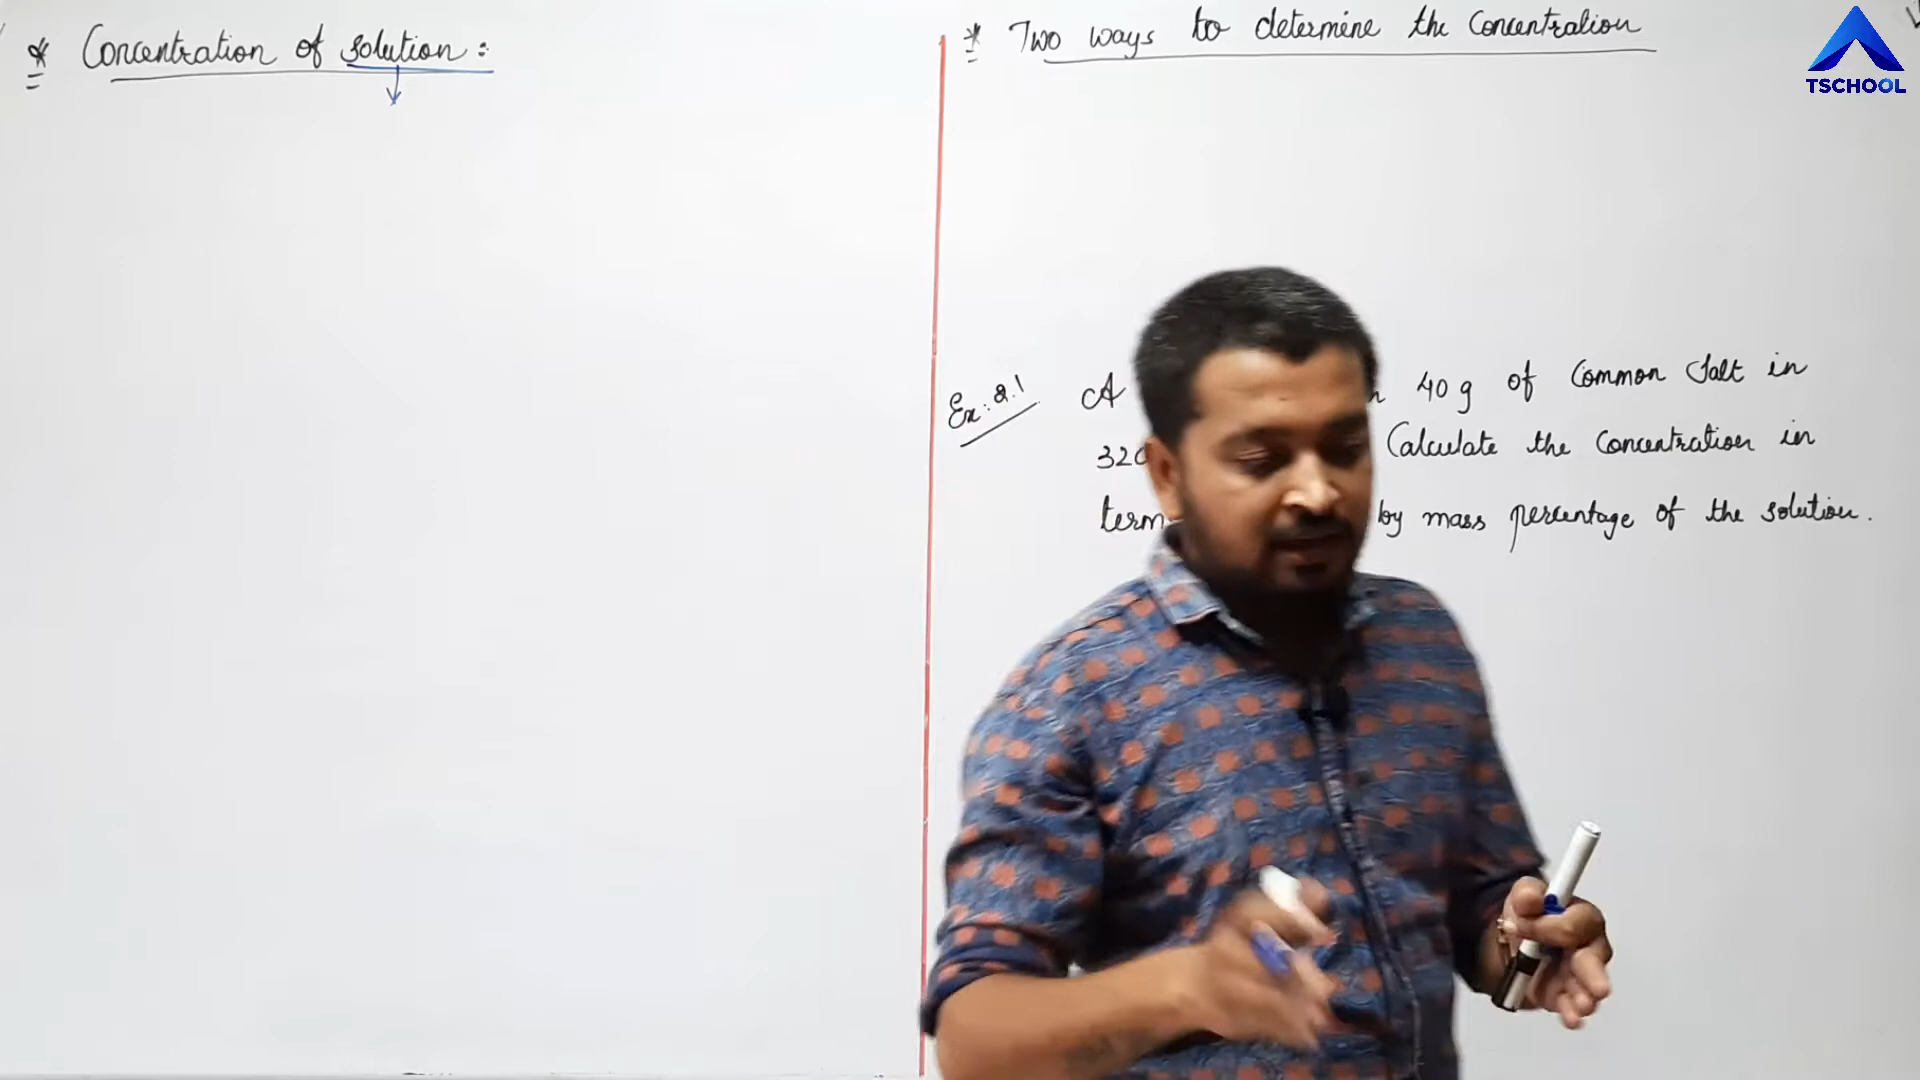 * Concentration of solution :
* Two ways to determine the Concentration
TSCHOOL
Ex: 2.1 A 40 g of Common Salt in
320 Calculate the Concentration in
term by mass percentage of the solution.